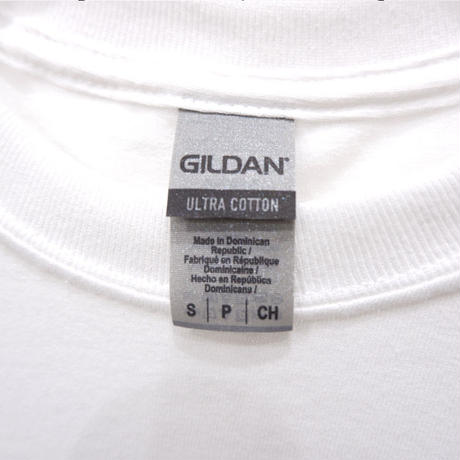 GILDAN
ULTRA COTTON
Made in Dominican
Republic /
Fabriqué en République
Dominicaine /
Hecho en República
Dominicana /
S | P | CH